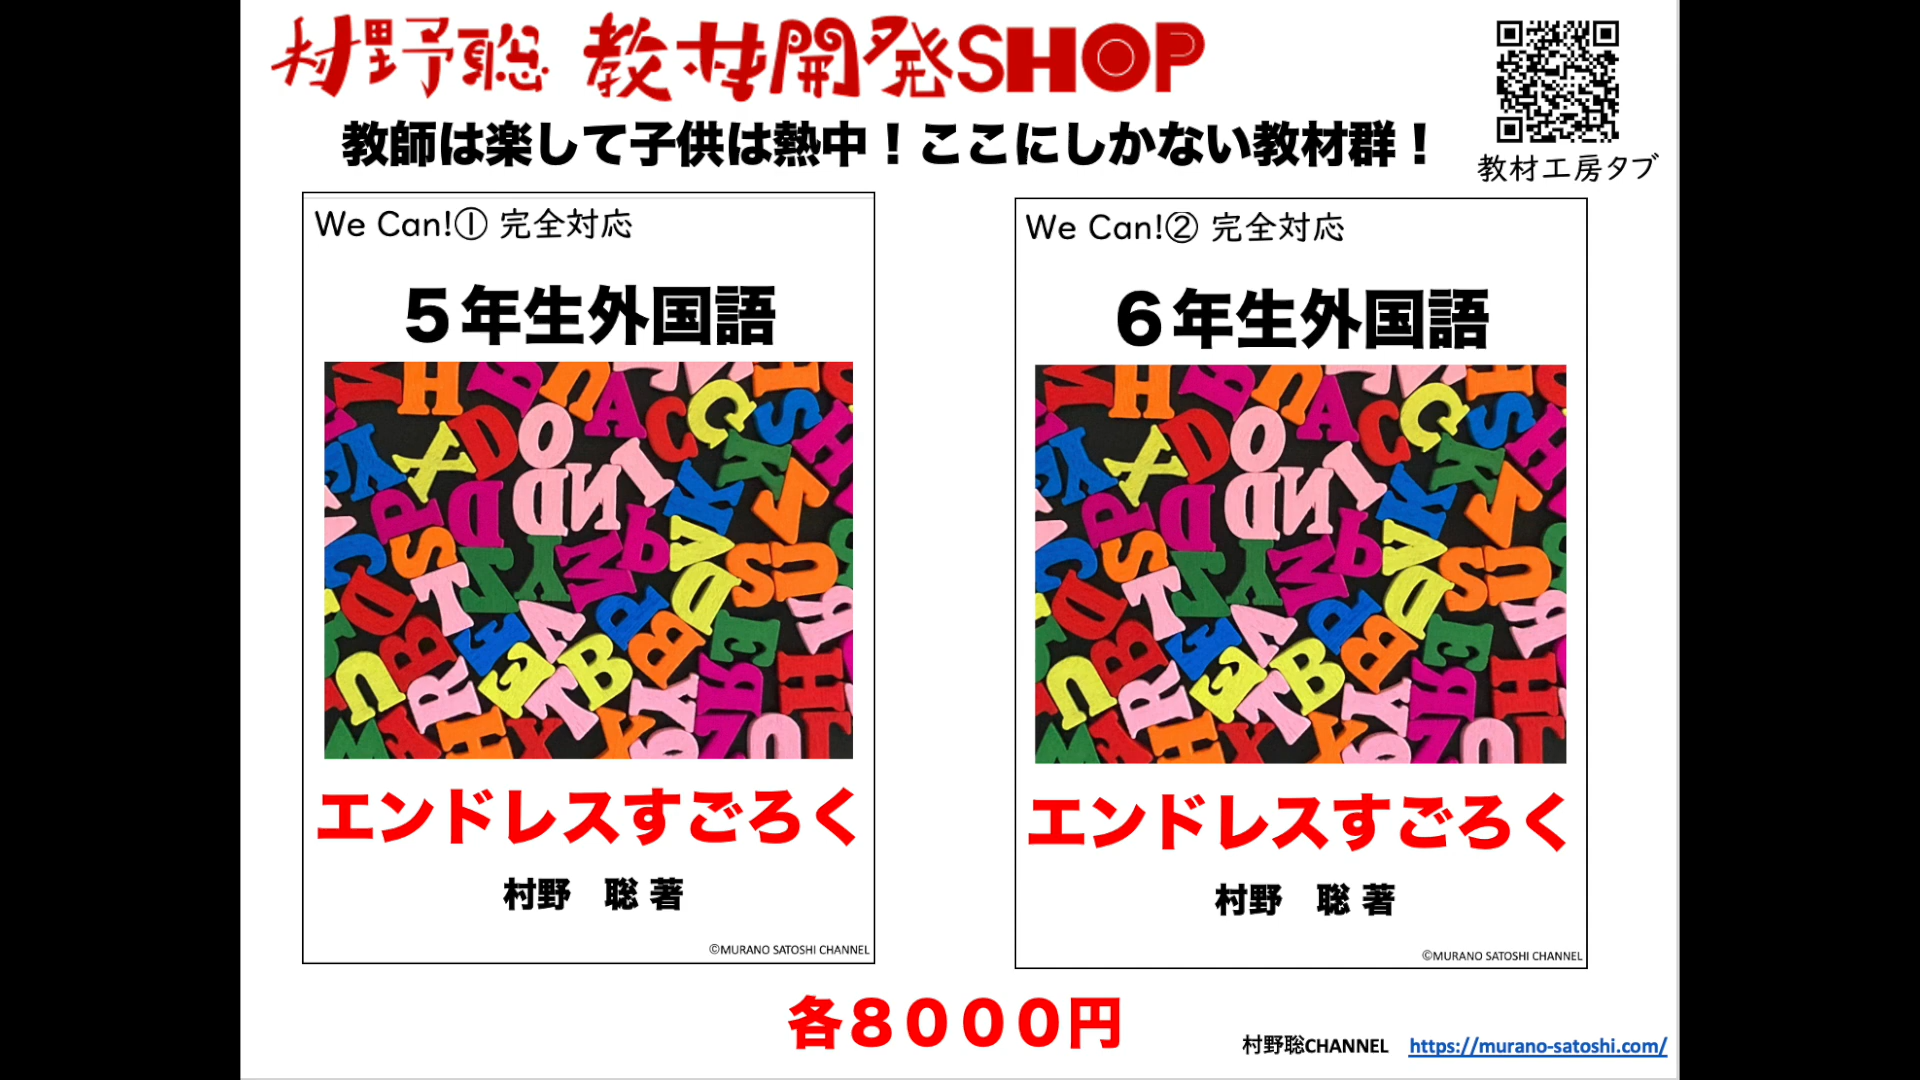 村野聡 教材開発SHOP
教師は楽して子供は熱中！ここにしかない教材群！
教材工房タブ
We Can!① 完全対応
５年生外国語
エンドレスすごろく
村野　聡 著
©MURANO SATOSHI CHANNEL
We Can!② 完全対応
６年生外国語
エンドレスすごろく
村野　聡 著
©MURANO SATOSHI CHANNEL
各８０００円
村野聡CHANNEL https://murano-satoshi.com/